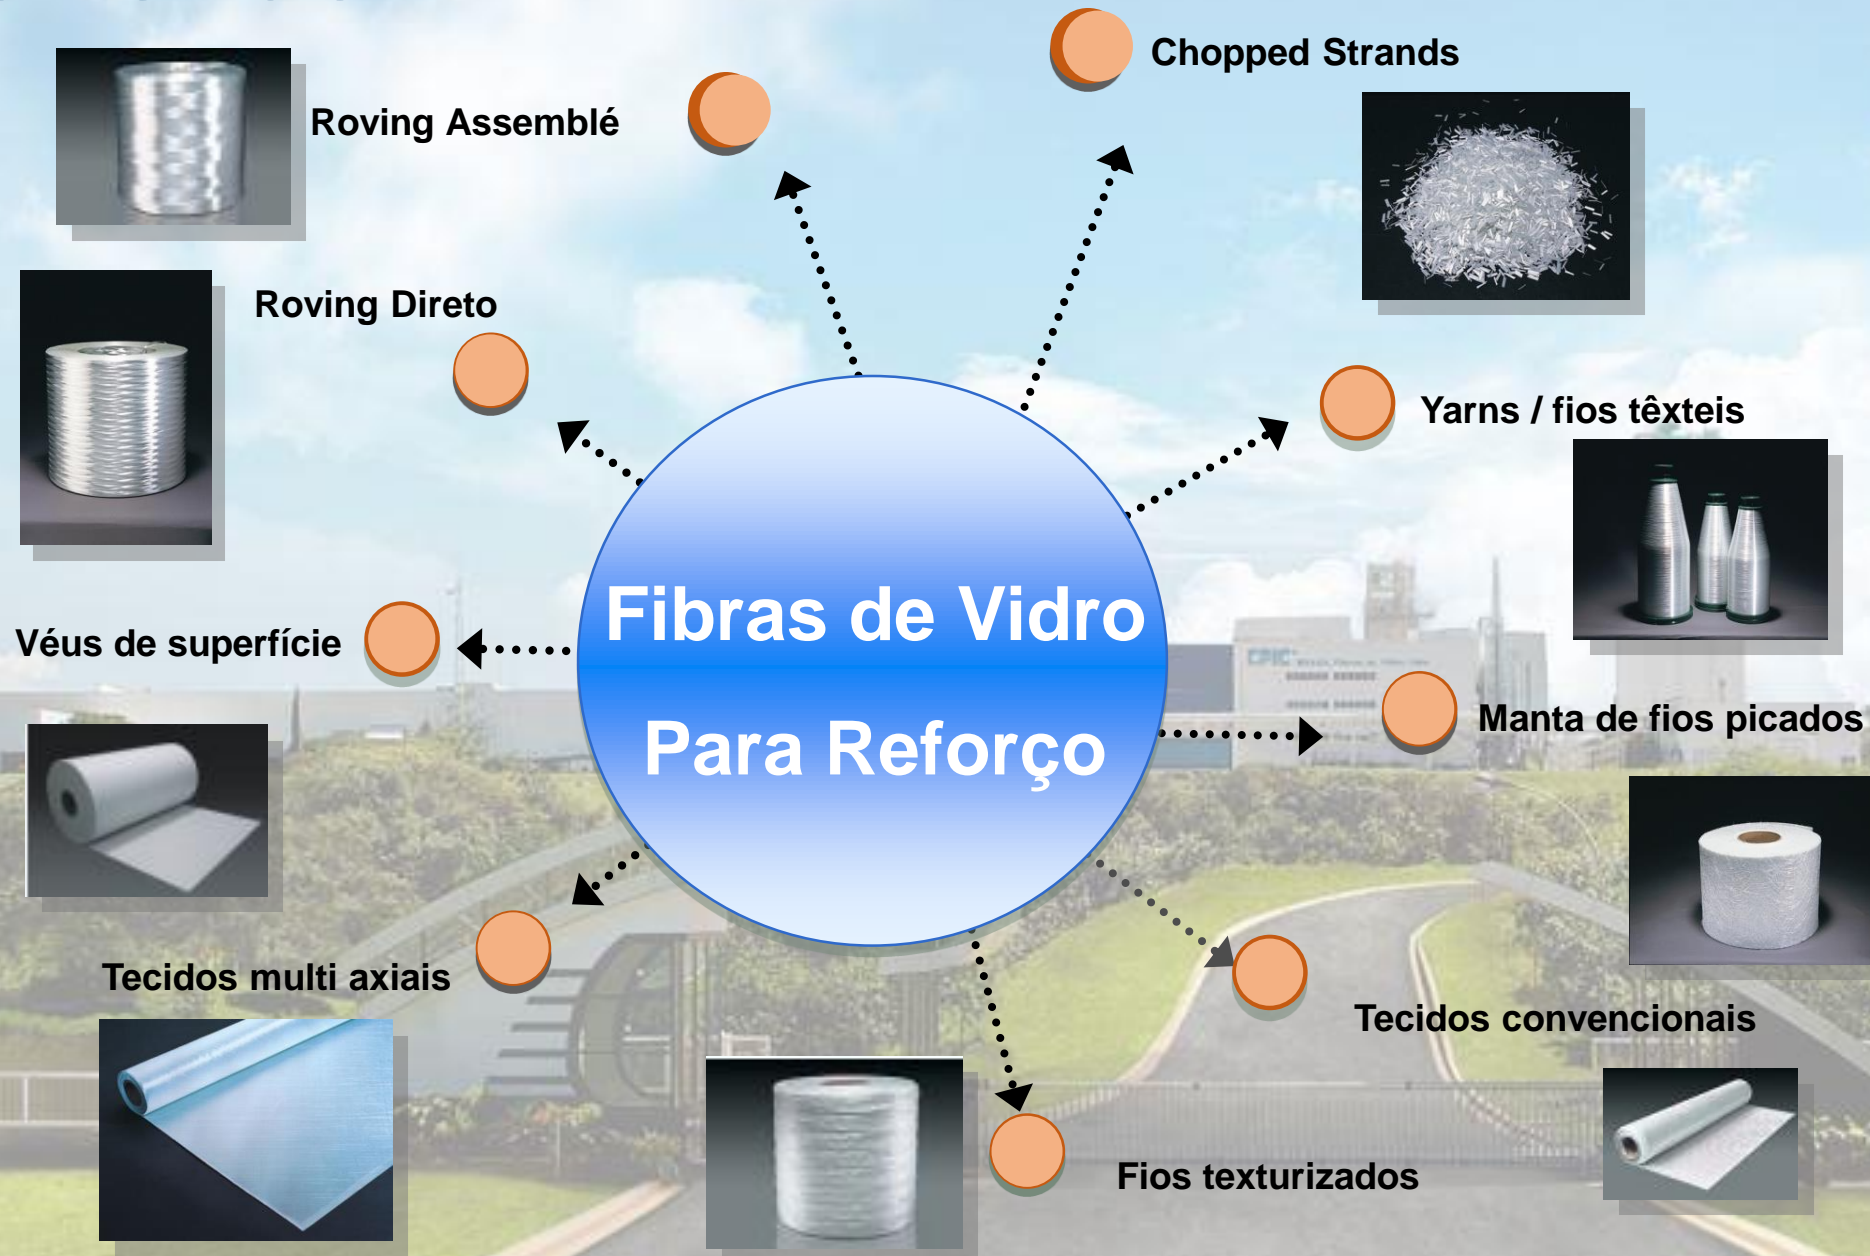 Chopped Strands
Roving Assemblé
Roving Direto
Yarns / fios têxteis
Fibras de Vidro
Para Reforço
Véus de superfície
CPIC
Manta de fios picados
Tecidos multi axiais
Tecidos convencionais
Fios texturizados